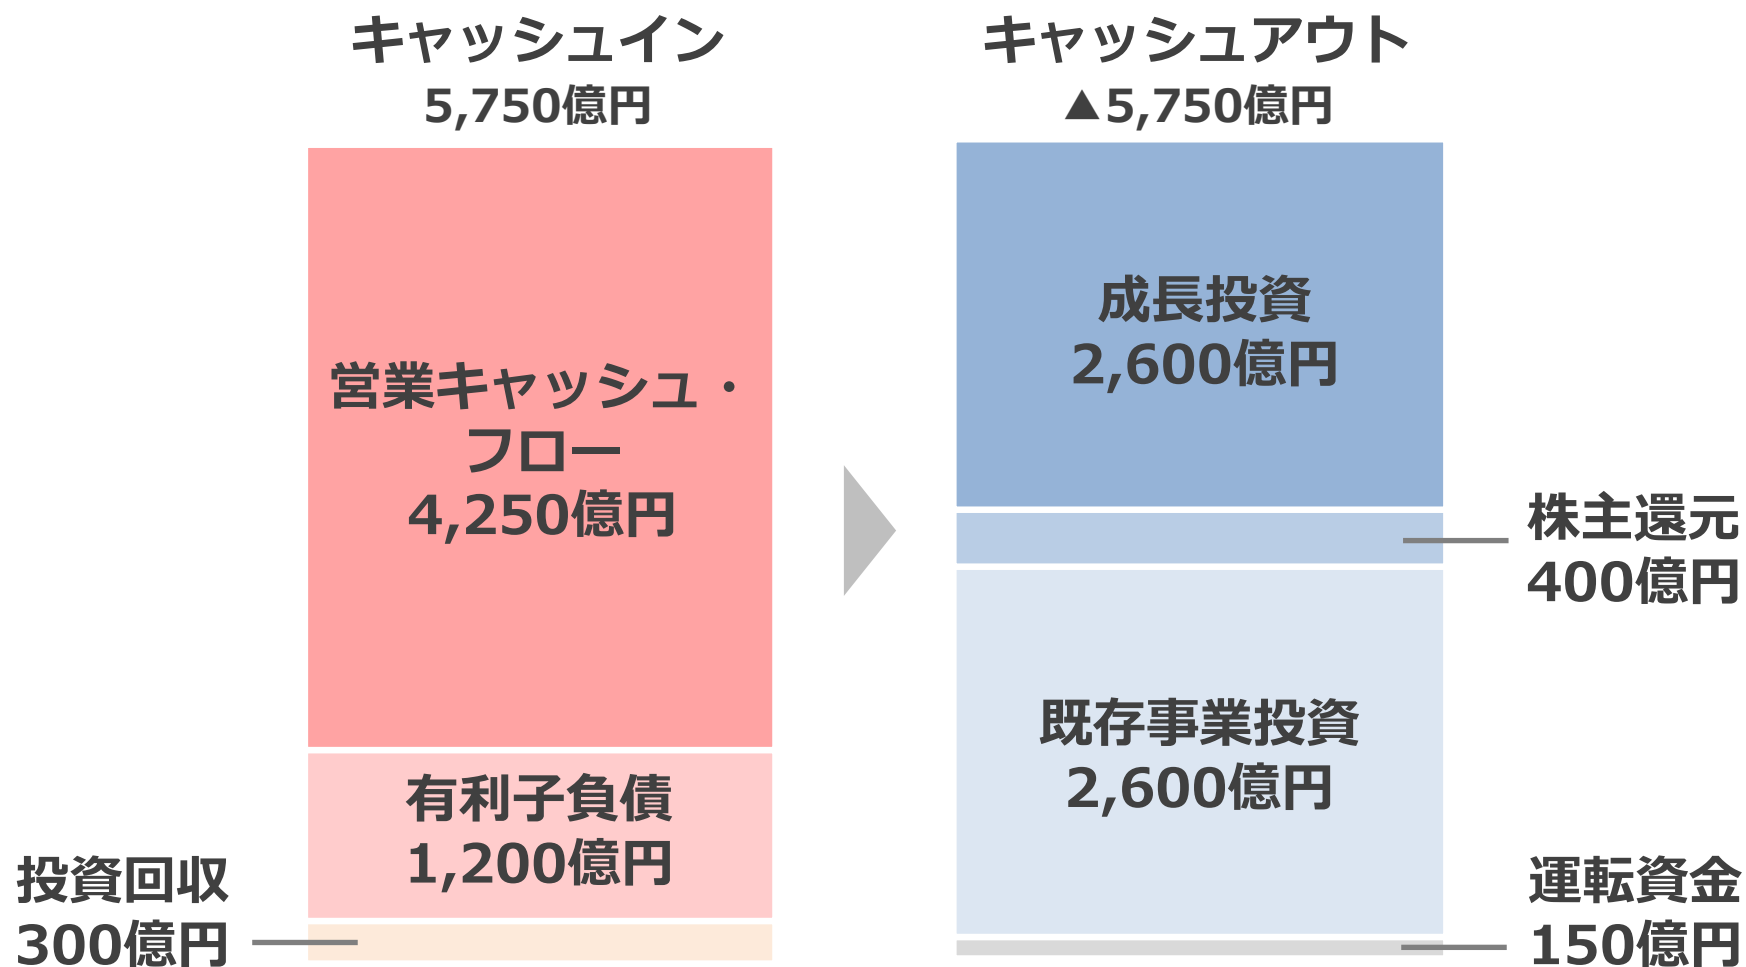 キャッシュイン
5,750億円
営業キャッシュ・
フロー
4,250億円
有利子負債
1,200億円
投資回収
300億円
キャッシュアウト
▲5,750億円
成長投資
2,600億円
株主還元
400億円
既存事業投資
2,600億円
運転資金
150億円